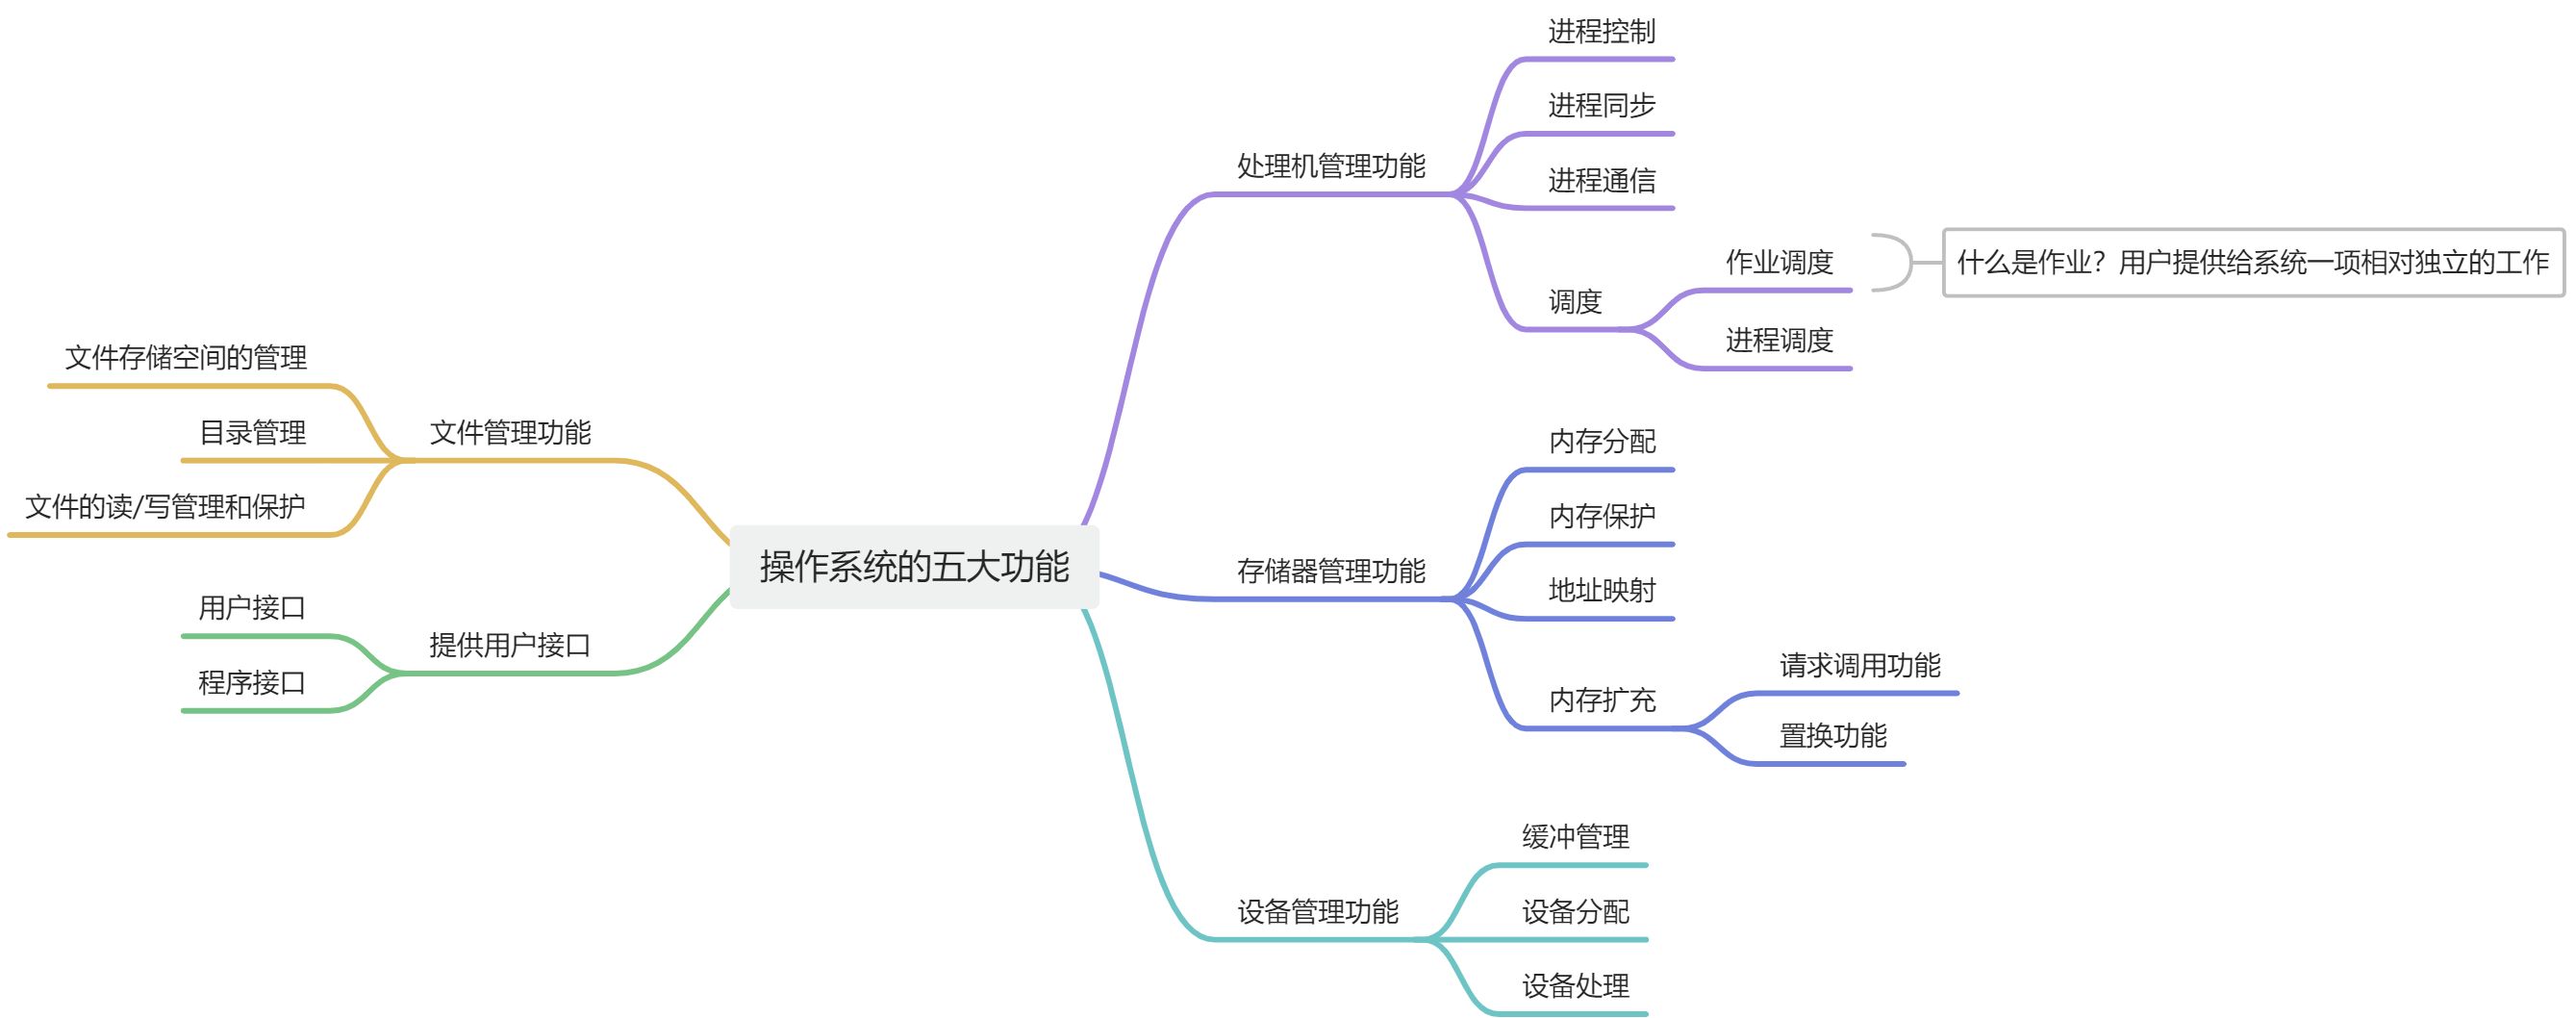 操作系统的五大功能
处理机管理功能
进程控制
进程同步
进程通信
调度
作业调度
什么是作业？用户提供给系统一项相对独立的工作
进程调度
存储器管理功能
内存分配
内存保护
地址映射
内存扩充
请求调用功能
置换功能
设备管理功能
缓冲管理
设备分配
设备处理
文件管理功能
文件存储空间的管理
目录管理
文件的读/写管理和保护
提供用户接口
用户接口
程序接口